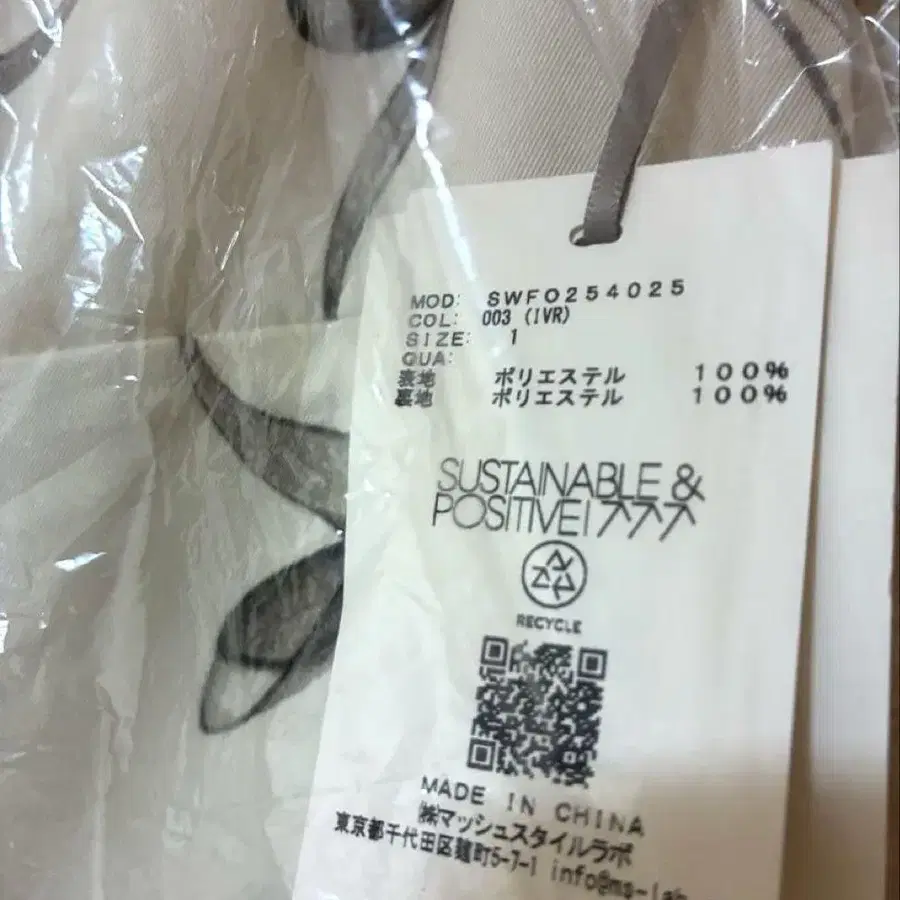 MOD: SWFO254025
COL: 003 (IVR)
SIZE: 1
QUA:
表地 ポリエステル 100%
裏地 ポリエステル 100%
SUSTAINABLE &
POSITIVE!
RECYCLE
MADE IN CHINA
㈱マッシュスタイルラボ
東京都千代田区麹町5-7-1 info@ms-lab